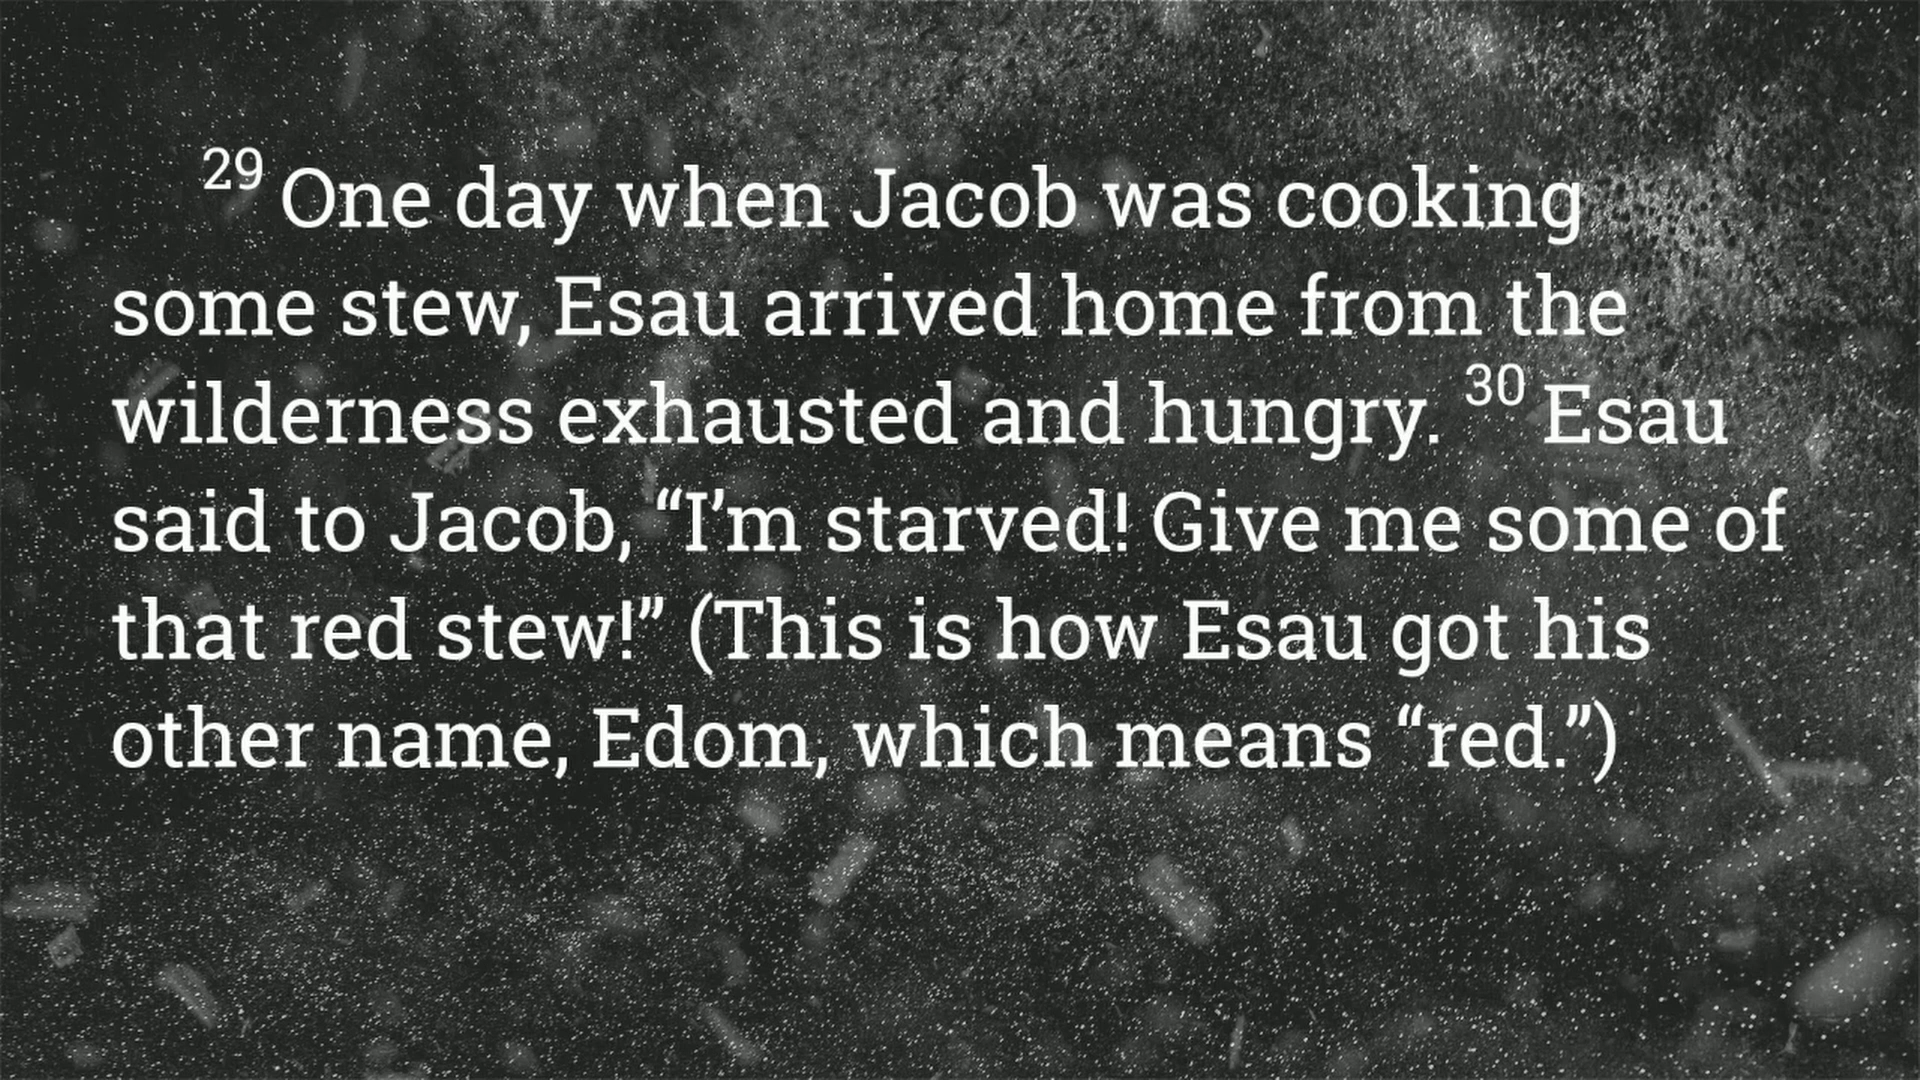 29 One day when Jacob was cooking
some stew, Esau arrived home from the
wilderness exhausted and hungry. 30 Esau
said to Jacob, “I’m starved! Give me some of
that red stew!” (This is how Esau got his
other name, Edom, which means “red.”)